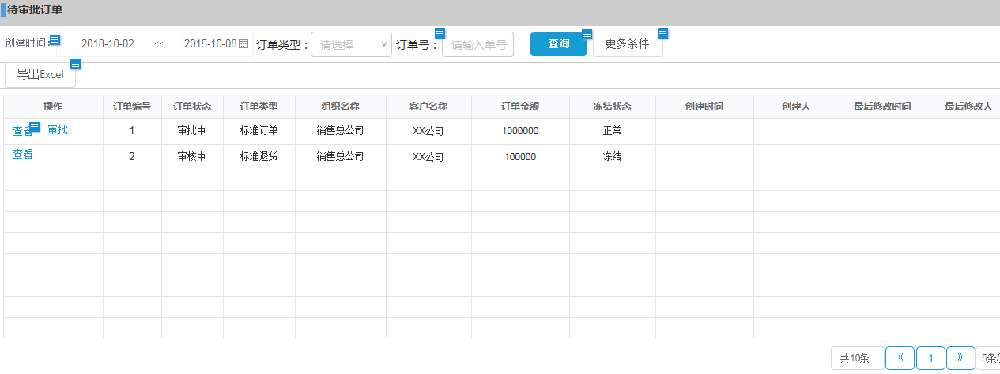 待审批订单
创建时间： 2018-10-02 ～ 2015-10-08 订单类型： 请选择 订单号： 请输入单号 查询 更多条件
导出Excel
操作 订单编号 订单状态 订单类型 组织名称 客户名称 订单金额 冻结状态 创建时间 创建人 最后修改时间 最后修改人
查看 审批 1 审批中 标准订单 销售总公司 XX公司 1000000 正常
查看 2 审核中 标准退货 销售总公司 XX公司 100000 冻结
共10条 《 1 》 5条/